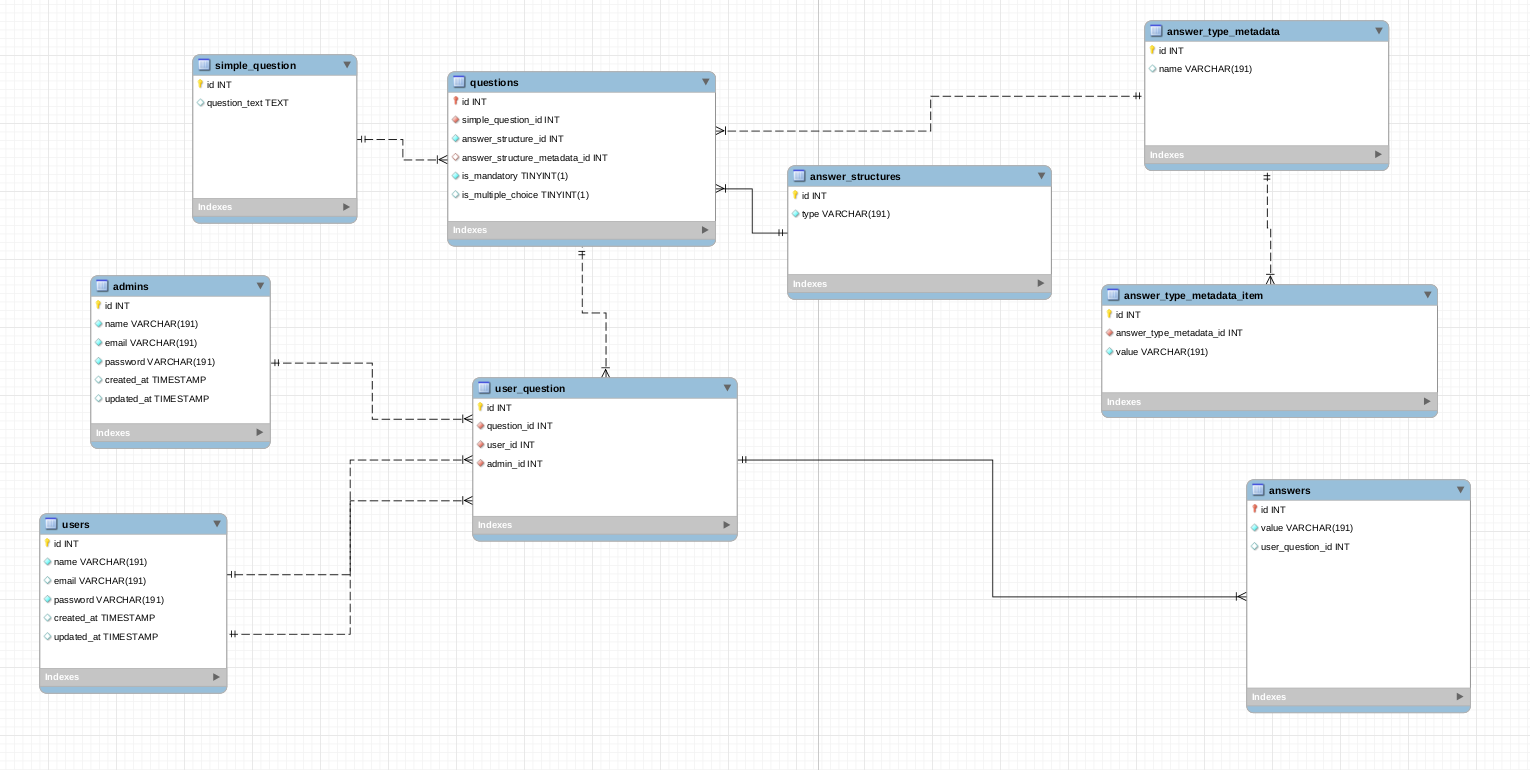 simple_question
id INT
question_text TEXT
Indexes
questions
id INT
simple_question_id INT
answer_structure_id INT
answer_structure_metadata_id INT
is_mandatory TINYINT(1)
is_multiple_choice TINYINT(1)
Indexes
answer_type_metadata
id INT
name VARCHAR(191)
Indexes
answer_structures
id INT
type VARCHAR(191)
Indexes
admins
id INT
name VARCHAR(191)
email VARCHAR(191)
password VARCHAR(191)
created_at TIMESTAMP
updated_at TIMESTAMP
Indexes
answer_type_metadata_item
id INT
answer_type_metadata_id INT
value VARCHAR(191)
Indexes
user_question
id INT
question_id INT
user_id INT
admin_id INT
Indexes
users
id INT
name VARCHAR(191)
email VARCHAR(191)
password VARCHAR(191)
created_at TIMESTAMP
updated_at TIMESTAMP
Indexes
answers
id INT
value VARCHAR(191)
user_question_id INT
Indexes